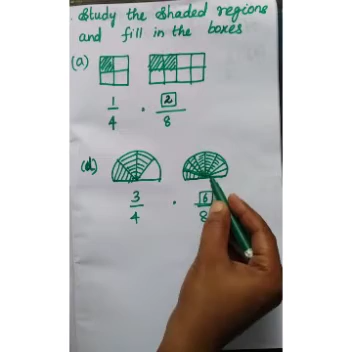 Study the Shaded regions
and fill in the boxes
(a)
1/4 · 2/8
(d)
3/4 · 6/8